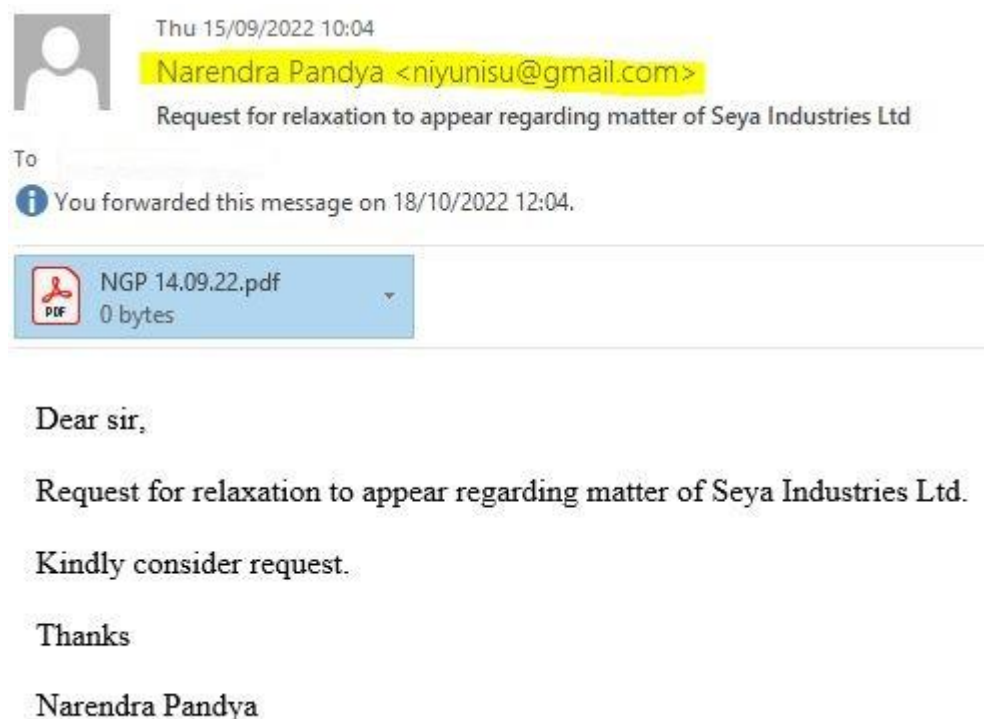 Thu 15/09/2022 10:04
Narendra Pandya <niyunisu@gmail.com>
Request for relaxation to appear regarding matter of Seya Industries Ltd
To
You forwarded this message on 18/10/2022 12:04.
NGP 14.09.22.pdf
PDF
0 bytes
Dear sir,
Request for relaxation to appear regarding matter of Seya Industries Ltd.
Kindly consider request.
Thanks
Narendra Pandya